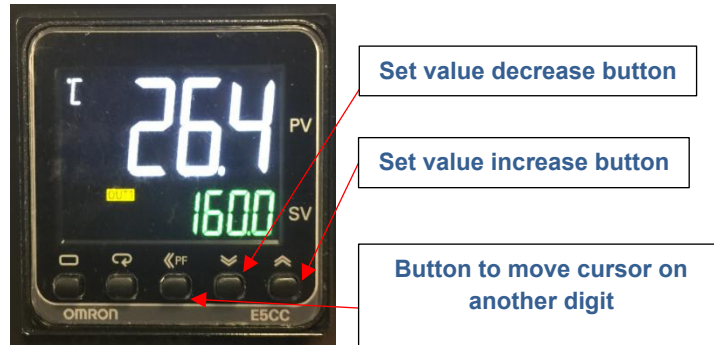 ℃
26.4 PV
OUT1
160.0 SV
PF
OMRON E5CC
Set value decrease button
Set value increase button
Button to move cursor on
another digit